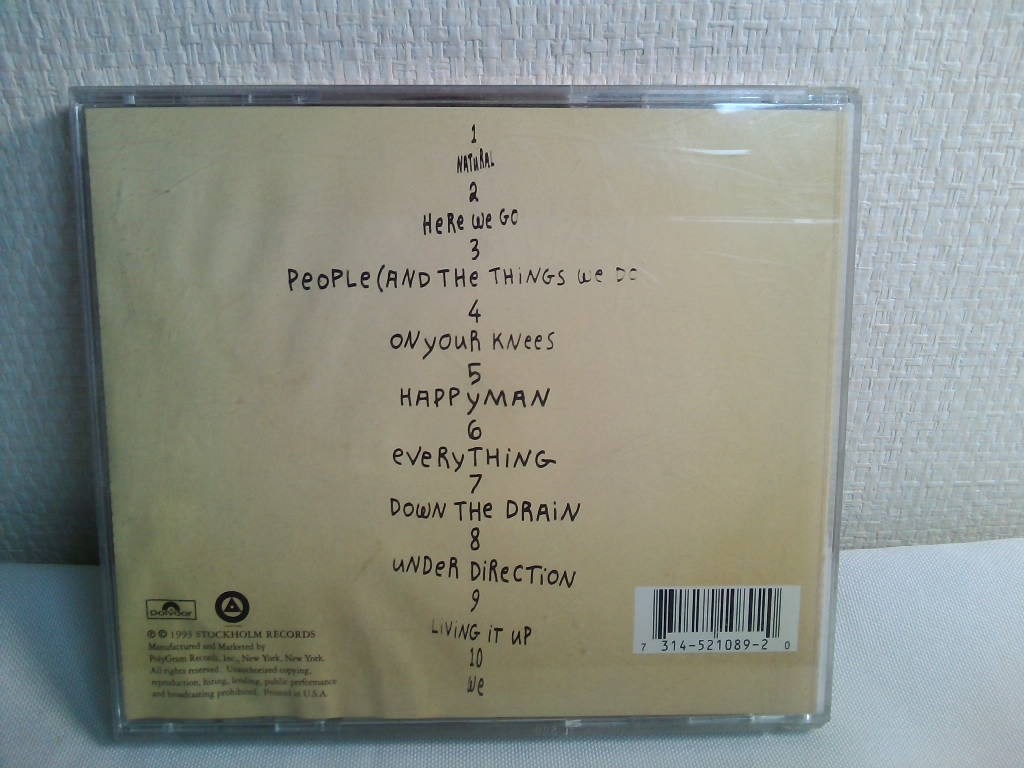 1
NATURAL
2
HeRe we GO
3
PeOPLe (AND THe THiNGS we DO
4
ON yOUR KNeeS
5
HAPPyMAN
6
eveRyTHiNG
7
DOWN THe DRAiN
8
uNDeR DiReCTiON
9
LiViNG iT UP
10
We
Polydor
℗ © 1993 STOCKHOLM RECORDS
Manufactured and Marketed by
PolyGram Records, Inc., New York, New York.
All rights reserved. Unauthorized copying,
reproduction, hiring, lending, public performance
and broadcasting prohibited. Printed in U.S.A.
7 314-521089-2 0